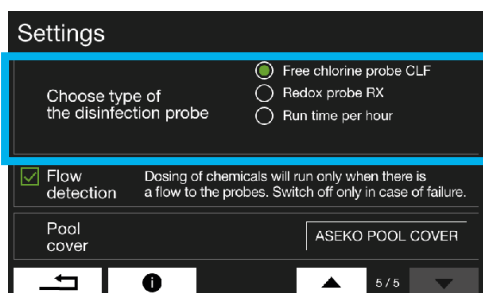 Settings
Choose type of
the disinfection probe
Free chlorine probe CLF
Redox probe RX
Run time per hour
Flow
detection
Dosing of chemicals will run only when there is
a flow to the probes. Switch off only in case of failure.
Pool
cover
ASEKO POOL COVER
5/5